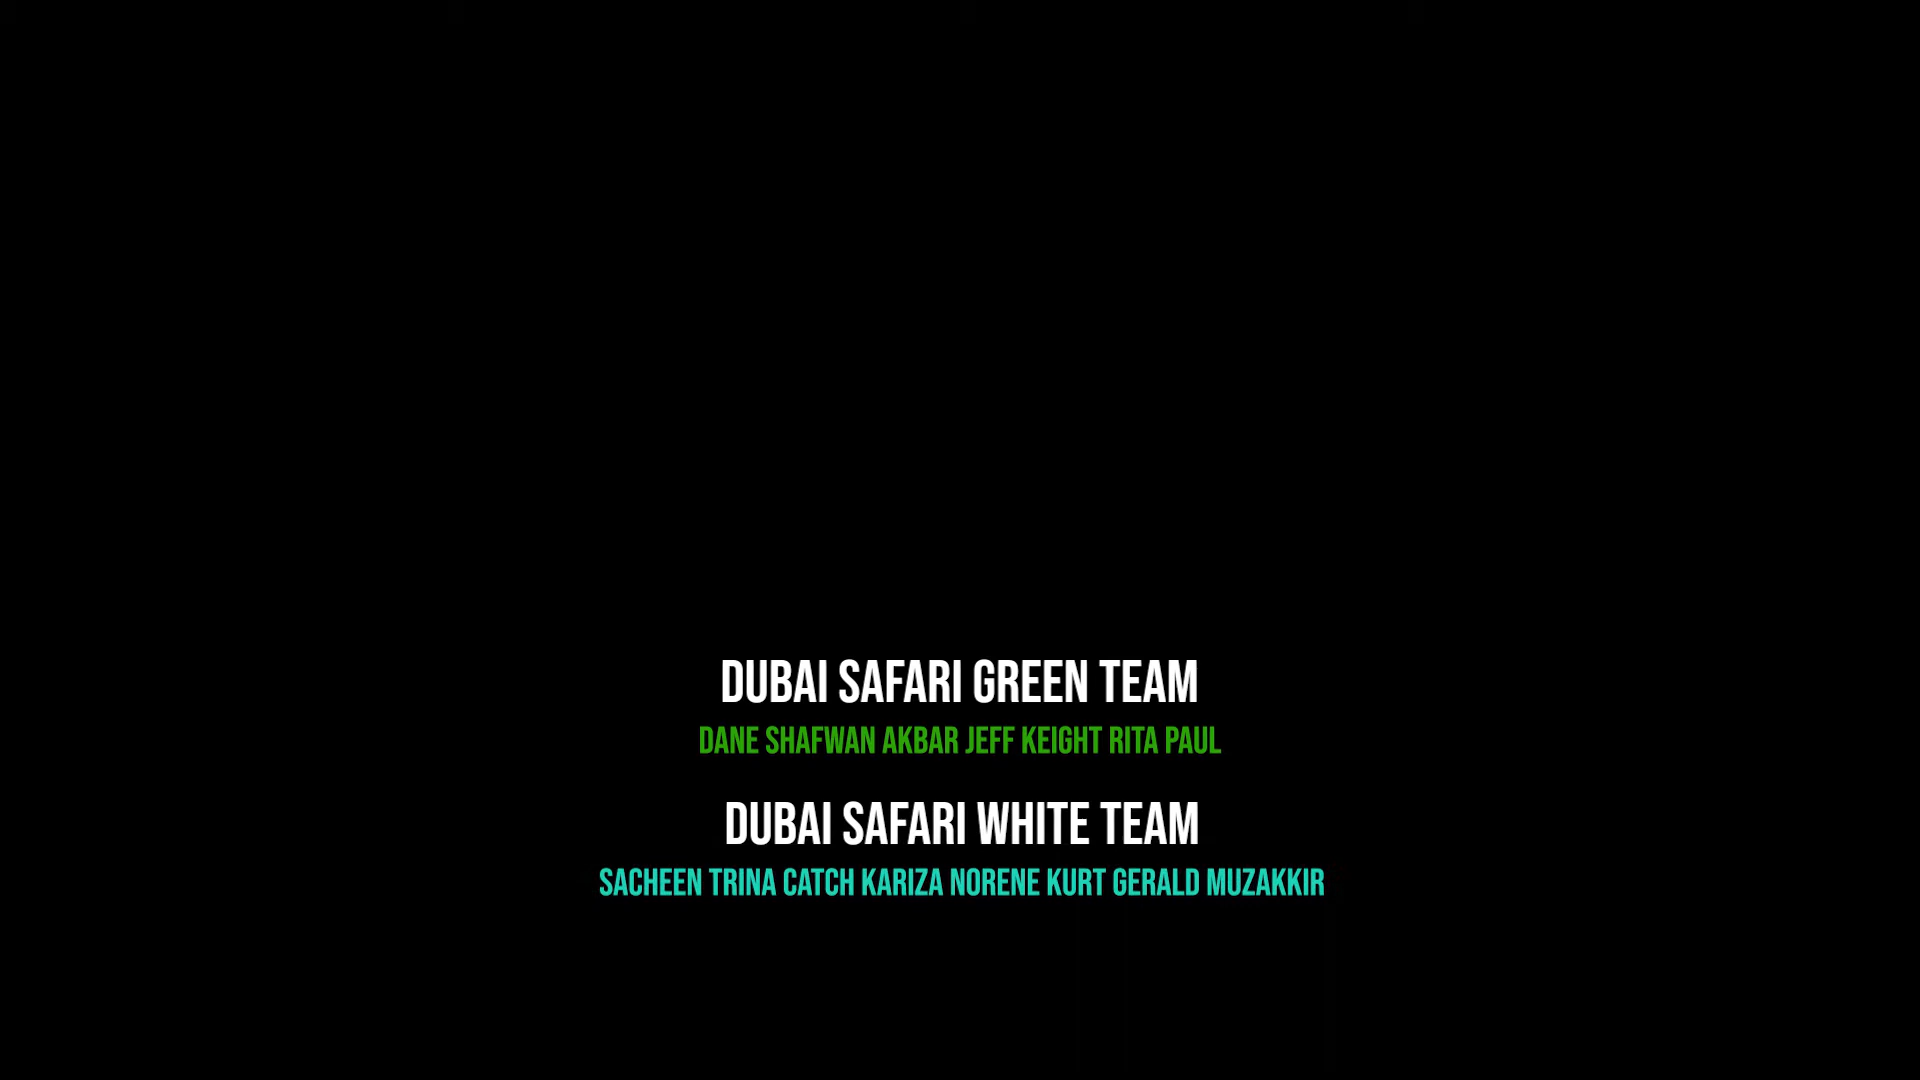 DUBAI SAFARI GREEN TEAM
DANE SHAFWAN AKBAR JEFF KEIGHT RITA PAUL
DUBAI SAFARI WHITE TEAM
SACHEEN TRINA CATCH KARIZA NORENE KURT GERALD MUZAKKIR